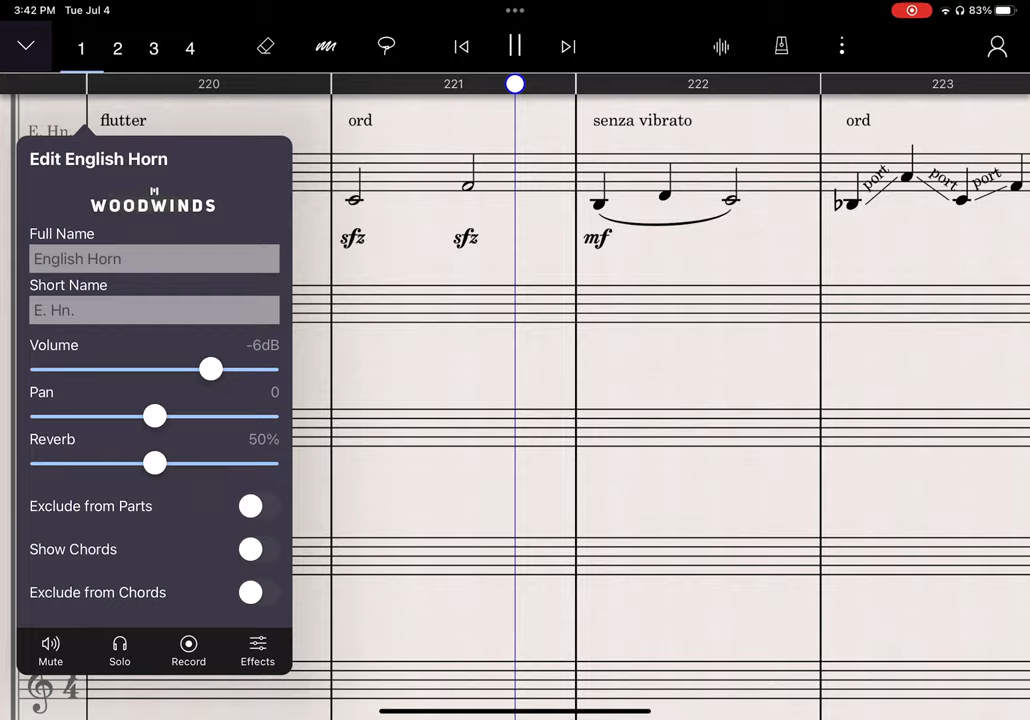 3:42 PM Tue Jul 4
83%
1 2 3 4
220 221 222 223
flutter ord senza vibrato ord
E. Hn.
port port port
sfz sfz mf
Edit English Horn
WOODWINDS
Full Name
English Horn
Short Name
E. Hn.
Volume -6dB
Pan 0
Reverb 50%
Exclude from Parts
Show Chords
Exclude from Chords
Mute Solo Record Effects
4